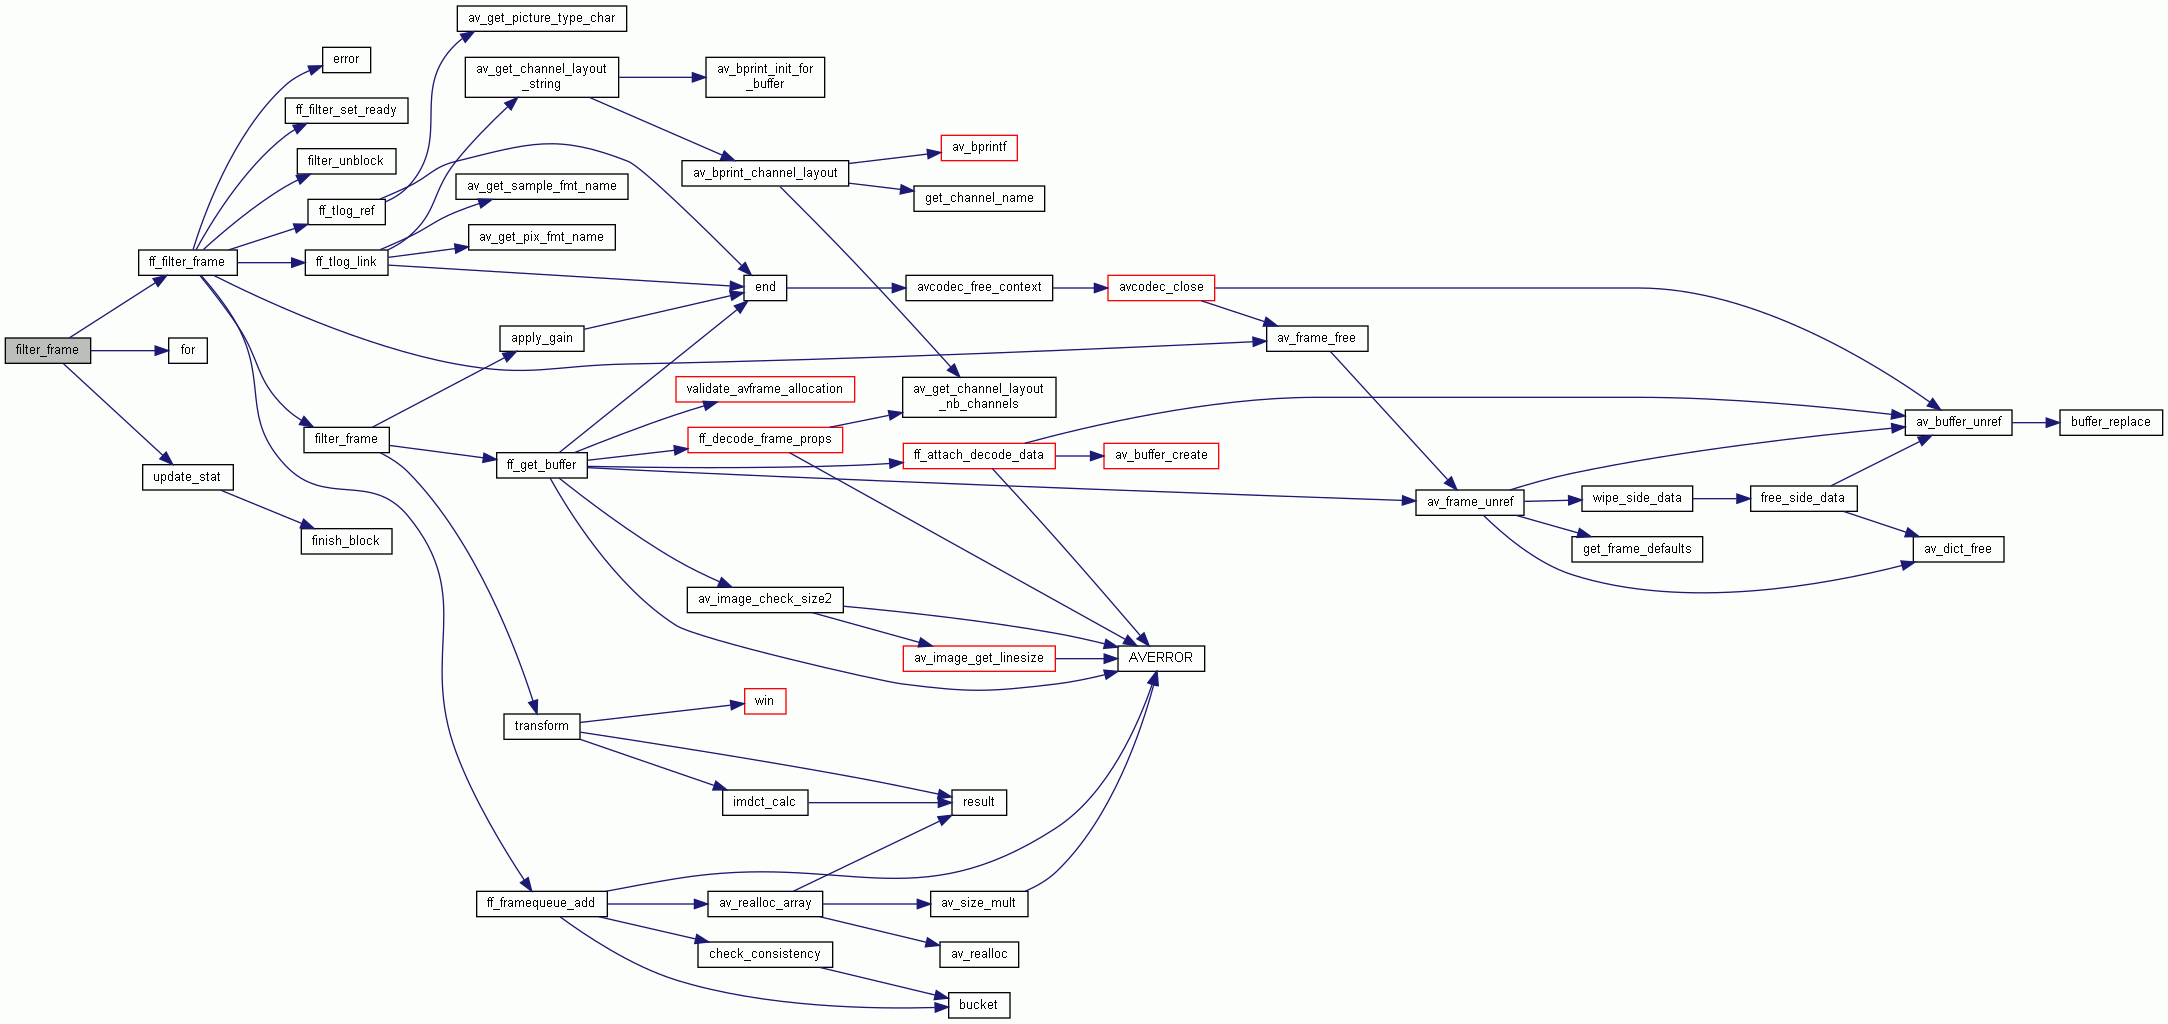 av_get_picture_type_char
error
av_get_channel_layout
_string
av_bprint_init_for
_buffer
ff_filter_set_ready
filter_unblock
av_bprintf
av_bprint_channel_layout
av_get_sample_fmt_name
get_channel_name
ff_tlog_ref
av_get_pix_fmt_name
ff_filter_frame
ff_tlog_link
end
avcodec_free_context
avcodec_close
filter_frame
for
apply_gain
av_frame_free
validate_avframe_allocation
av_get_channel_layout
_nb_channels
filter_frame
ff_decode_frame_props
av_buffer_unref
buffer_replace
ff_get_buffer
ff_attach_decode_data
av_buffer_create
update_stat
av_frame_unref
wipe_side_data
free_side_data
finish_block
get_frame_defaults
av_dict_free
av_image_check_size2
av_image_get_linesize
AVERROR
win
transform
imdct_calc
result
ff_framequeue_add
av_realloc_array
av_size_mult
check_consistency
av_realloc
bucket